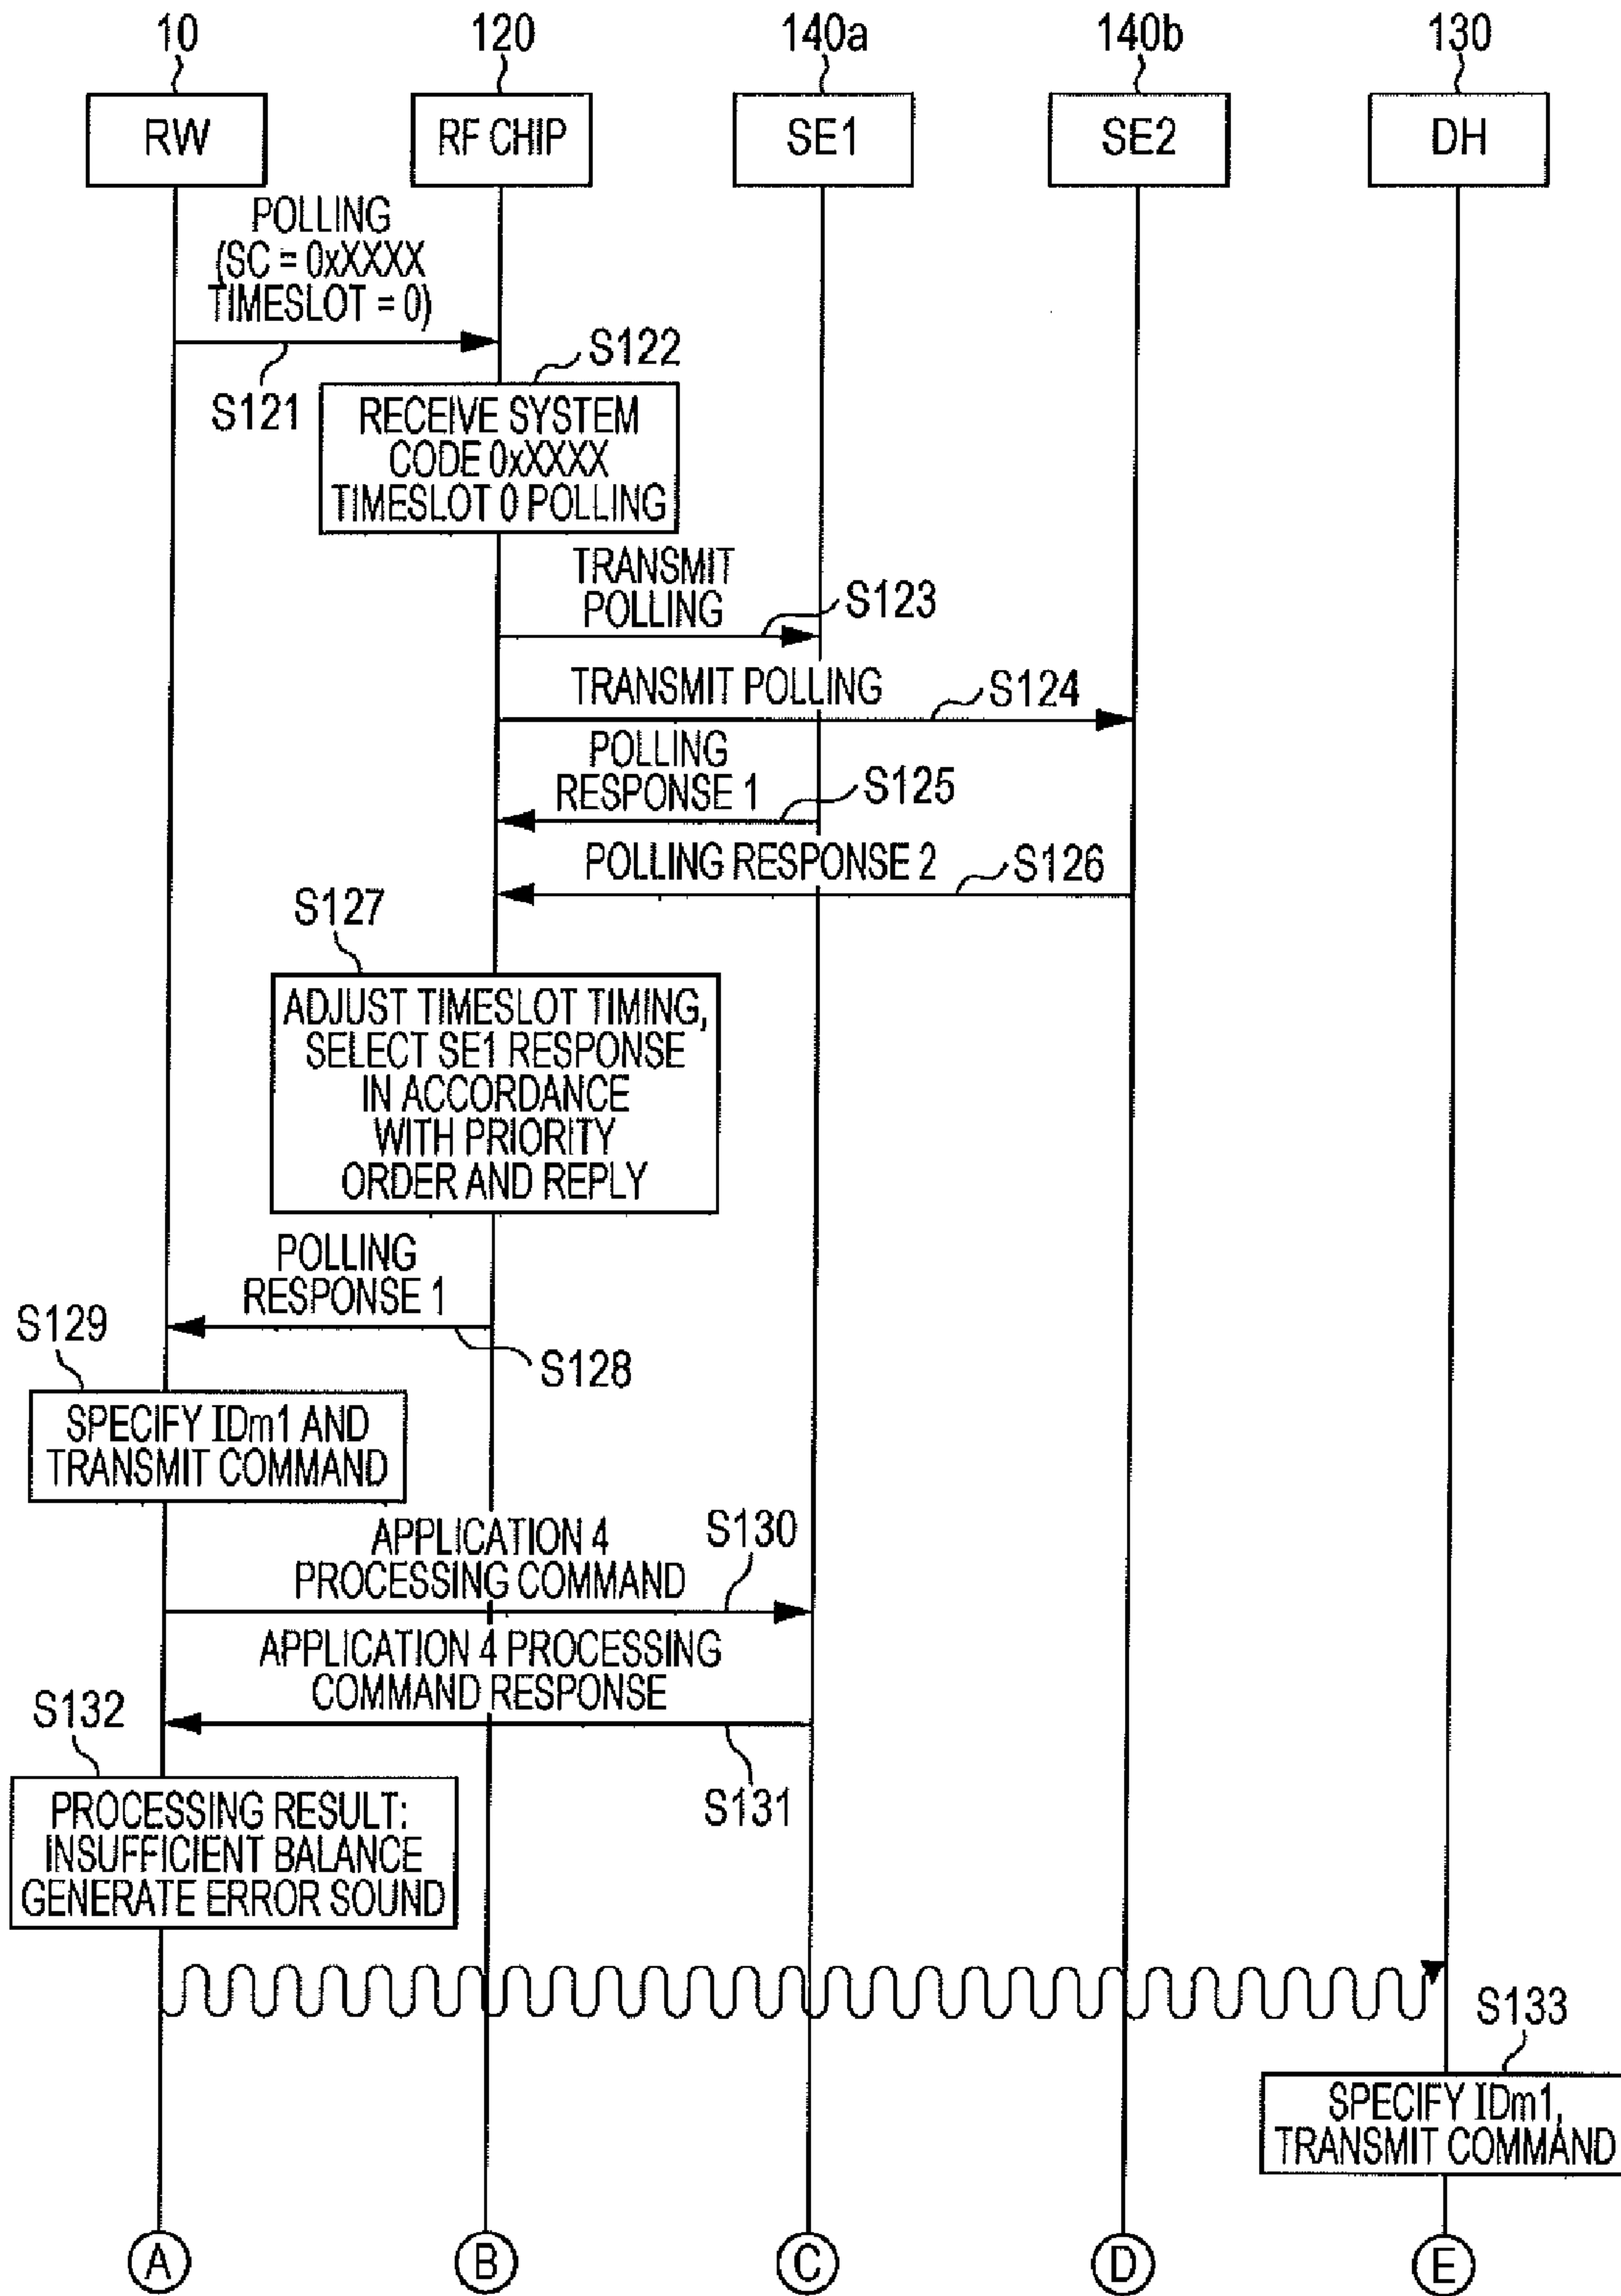 10
120
140a
140b
130
RW
RF CHIP
SE1
SE2
DH
POLLING
(SC = 0xXXXX
TIMESLOT = 0)
S121
S122
RECEIVE SYSTEM
CODE 0xXXXX
TIMESLOT 0 POLLING
TRANSMIT
POLLING
S123
TRANSMIT POLLING
S124
POLLING
RESPONSE 1
S125
POLLING RESPONSE 2
S126
S127
ADJUST TIMESLOT TIMING,
SELECT SE1 RESPONSE
IN ACCORDANCE
WITH PRIORITY
ORDER AND REPLY
POLLING
RESPONSE 1
S128
S129
SPECIFY IDm1 AND
TRANSMIT COMMAND
APPLICATION 4
PROCESSING COMMAND
S130
APPLICATION 4 PROCESSING
COMMAND RESPONSE
S131
S132
PROCESSING RESULT:
INSUFFICIENT BALANCE
GENERATE ERROR SOUND
S133
SPECIFY IDm1,
TRANSMIT COMMAND
A
B
C
D
E